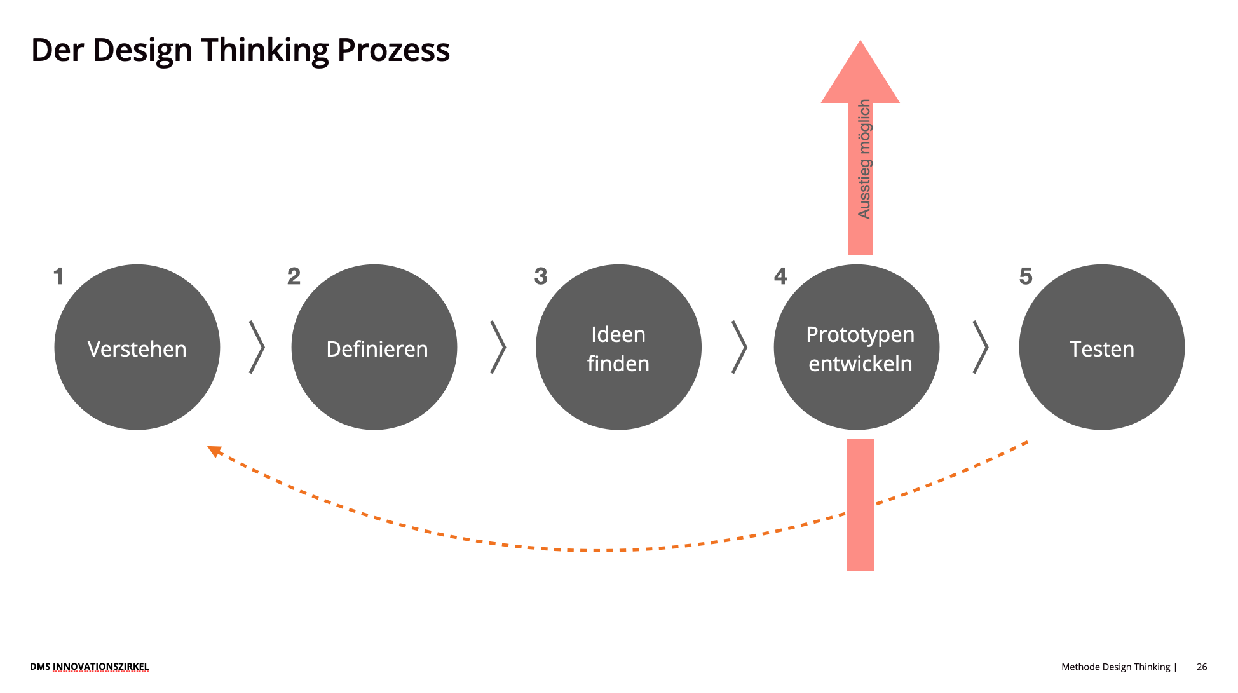 Der Design Thinking Prozess
Ausstieg möglich
1
Verstehen
2
Definieren
3
Ideen
finden
4
Prototypen
entwickeln
5
Testen
DMS INNOVATIONSZIRKEL
Methode Design Thinking | 26